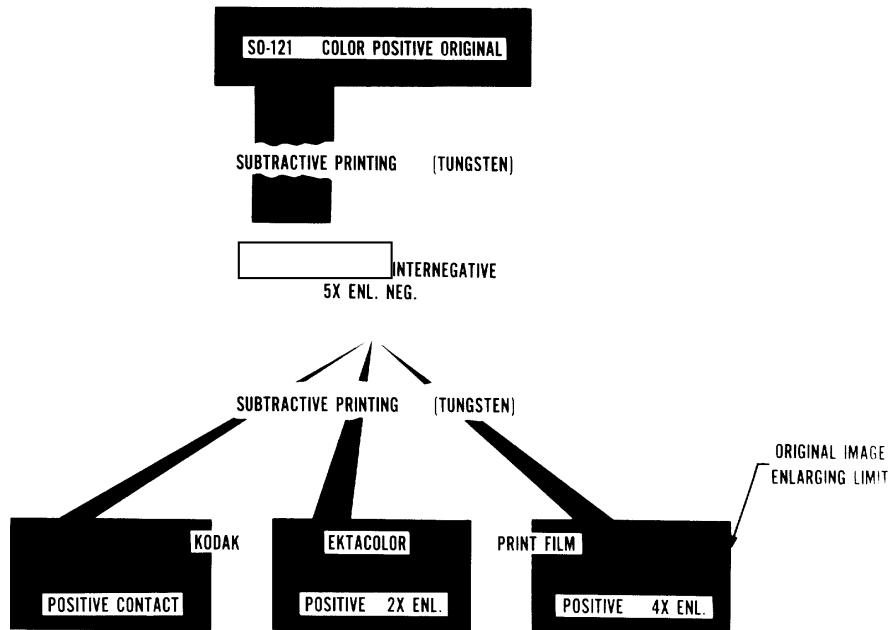 SO-121 COLOR POSITIVE ORIGINAL
SUBTRACTIVE PRINTING (TUNGSTEN)
INTERNEGATIVE
5X ENL. NEG.
SUBTRACTIVE PRINTING (TUNGSTEN)
ORIGINAL IMAGE
ENLARGING LIMIT
KODAK EKTACOLOR PRINT FILM
POSITIVE CONTACT
POSITIVE 2X ENL.
POSITIVE 4X ENL.